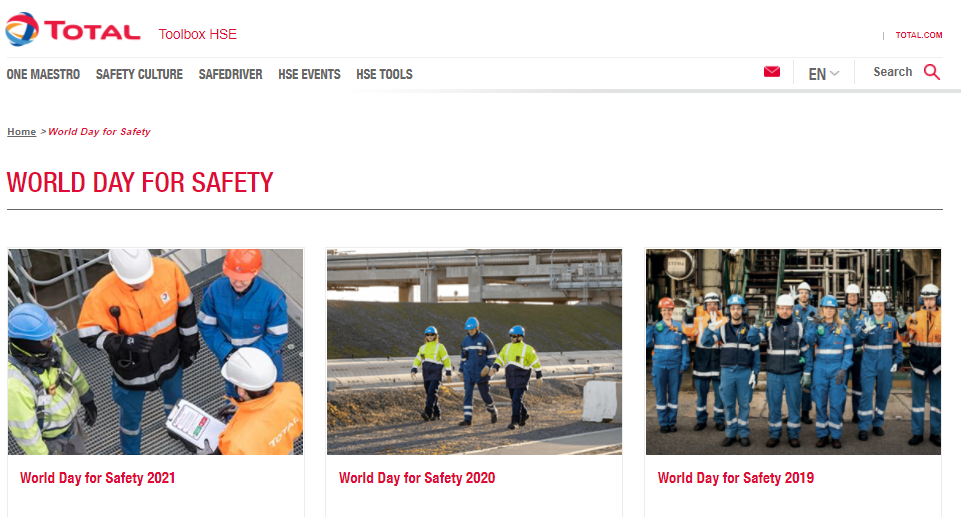 TOTAL Toolbox HSE
| TOTAL.COM
ONE MAESTRO SAFETY CULTURE SAFEDRIVER HSE EVENTS HSE TOOLS
EN Search
Home > World Day for Safety
WORLD DAY FOR SAFETY
TOTAL
World Day for Safety 2021
World Day for Safety 2020
World Day for Safety 2019